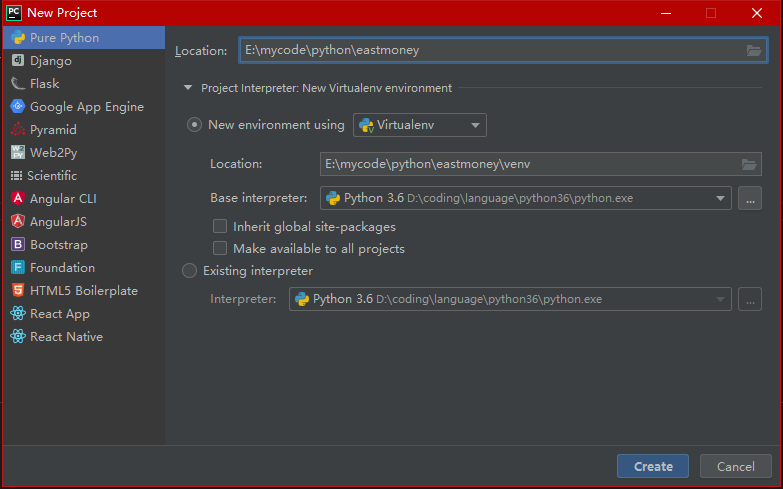 PC New Project
Pure Python
Django
Flask
Google App Engine
Pyramid
Web2Py
Scientific
Angular CLI
AngularJS
Bootstrap
Foundation
HTML5 Boilerplate
React App
React Native
Location: E:\mycode\python\eastmoney
Project Interpreter: New Virtualenv environment
New environment using Virtualenv
Location: E:\mycode\python\eastmoney\venv
Base interpreter: Python 3.6 D:\coding\language\python36\python.exe ...
Inherit global site-packages
Make available to all projects
Existing interpreter
Interpreter: Python 3.6 D:\coding\language\python36\python.exe ...
Create Cancel